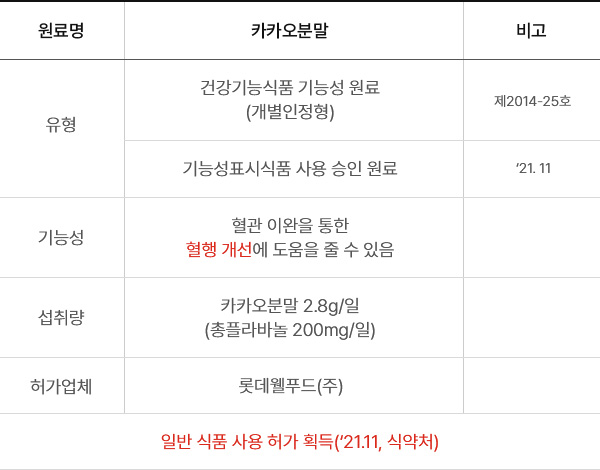 원료명 카카오분말 비고
유형
건강기능식품 기능성 원료
(개별인정형)
제2014-25호
기능성표시식품 사용 승인 원료 ‘21. 11
기능성
혈관 이완을 통한
혈행 개선에 도움을 줄 수 있음
섭취량
카카오분말 2.8g/일
(총플라바놀 200mg/일)
허가업체 롯데웰푸드(주)
일반 식품 사용 허가 획득(‘21.11, 식약처)